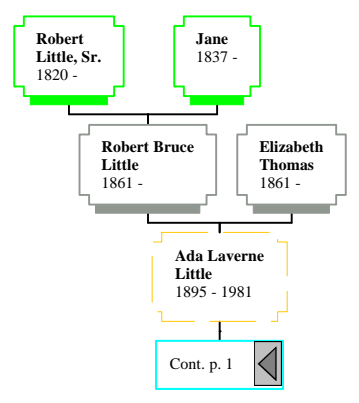 Robert
Little, Sr.
1820 -
Jane
1837 -
Robert Bruce
Little
1861 -
Elizabeth
Thomas
1861 -
Ada Laverne
Little
1895 - 1981
Cont. p. 1